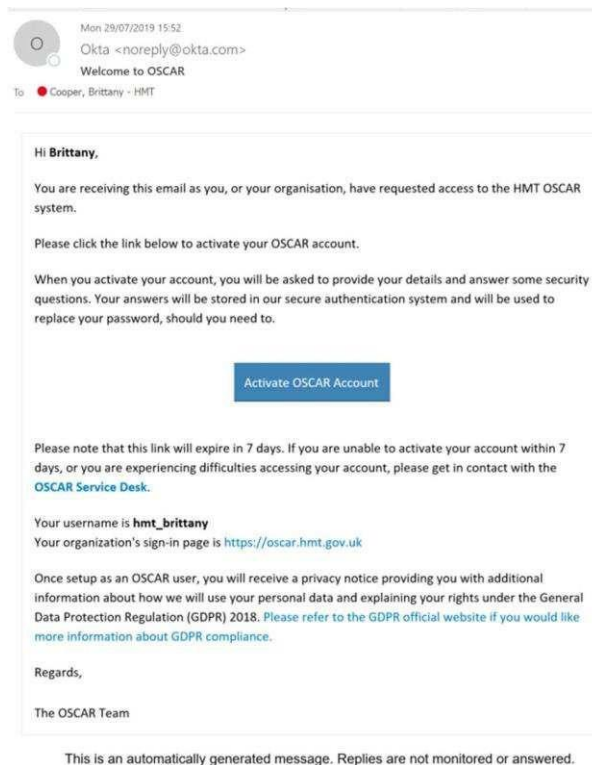 Mon 29/07/2019 15:52
O
Okta <noreply@okta.com>
Welcome to OSCAR
To Cooper, Brittany - HMT
Hi Brittany,
You are receiving this email as you, or your organisation, have requested access to the HMT OSCAR
system.
Please click the link below to activate your OSCAR account.
When you activate your account, you will be asked to provide your details and answer some security
questions. Your answers will be stored in our secure authentication system and will be used to
replace your password, should you need to.
Activate OSCAR Account
Please note that this link will expire in 7 days. If you are unable to activate your account within 7
days, or you are experiencing difficulties accessing your account, please get in contact with the
OSCAR Service Desk.
Your username is hmt_brittany
Your organization's sign-in page is https://oscar.hmt.gov.uk
Once setup as an OSCAR user, you will receive a privacy notice providing you with additional
information about how we will use your personal data and explaining your rights under the General
Data Protection Regulation (GDPR) 2018. Please refer to the GDPR official website if you would like
more information about GDPR compliance.
Regards,
The OSCAR Team
This is an automatically generated message. Replies are not monitored or answered.